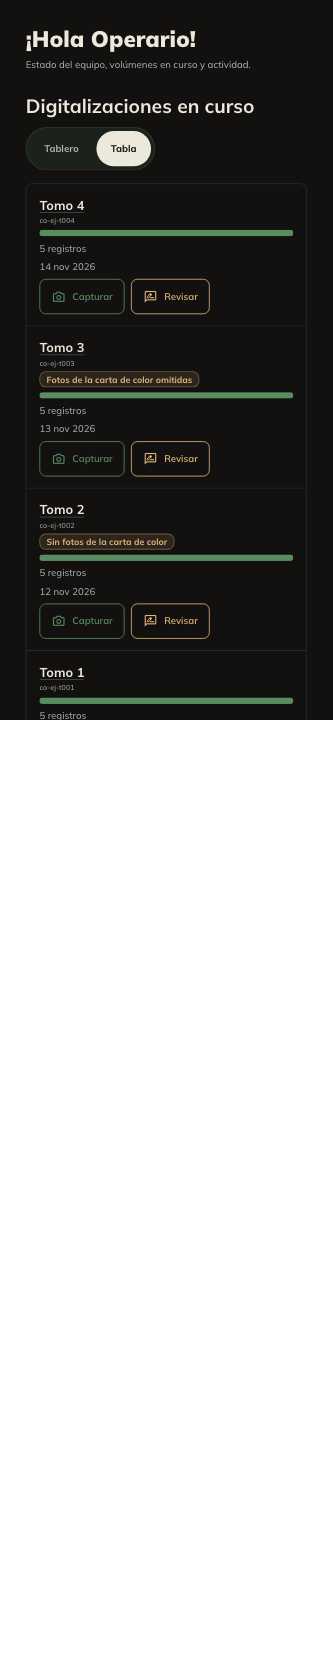 ¡Hola Operario!
Estado del equipo, volúmenes en curso y actividad.
Digitalizaciones en curso
Tablero Tabla
Tomo 4
co-ej-t004
5 registros
14 nov 2026
Capturar Revisar
Tomo 3
co-ej-t003
Fotos de la carta de color omitidas
5 registros
13 nov 2026
Capturar Revisar
Tomo 2
co-ej-t002
Sin fotos de la carta de color
5 registros
12 nov 2026
Capturar Revisar
Tomo 1
co-ej-t001
5 registros